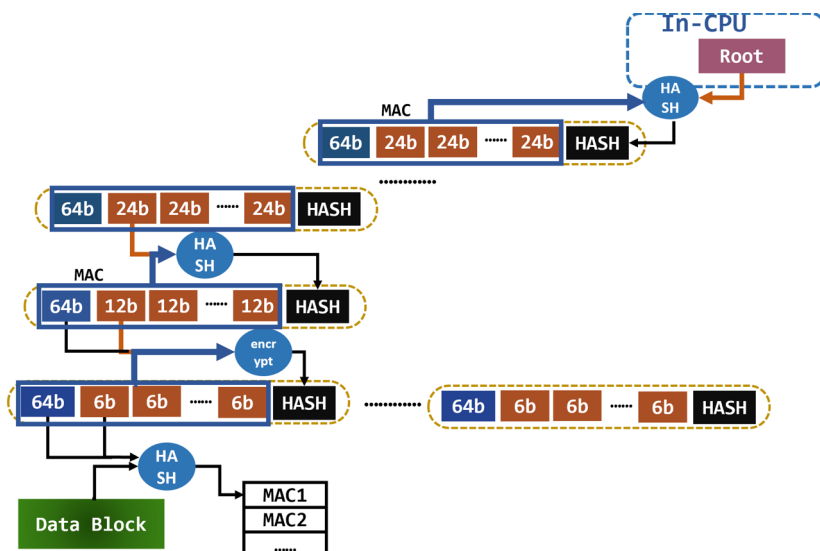 In-CPU
Root
HA
SH
MAC
64b 24b 24b ...... 24b HASH
............
64b 24b 24b ...... 24b HASH
HA
SH
MAC
64b 12b 12b ...... 12b HASH
encr
ypt
64b 6b 6b ...... 6b HASH ............ 64b 6b 6b ...... 6b HASH
HA
SH
MAC1
Data Block MAC2
......